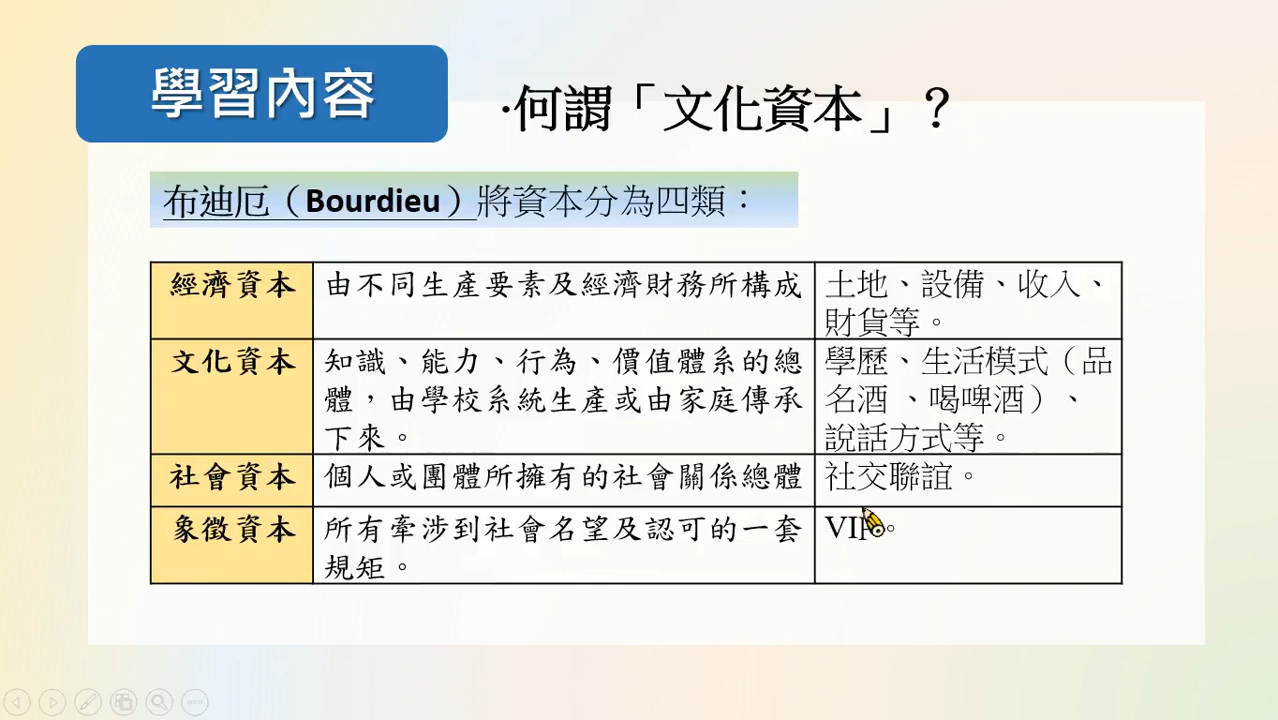 學習內容
·何謂「文化資本」？
布迪厄（Bourdieu）將資本分為四類：
經濟資本
由不同生產要素及經濟財務所構成
土地、設備、收入、
財貨等。
文化資本
知識、能力、行為、價值體系的總
體，由學校系統生產或由家庭傳承
下來。
學歷、生活模式（品
名酒 、喝啤酒）、
說話方式等。
社會資本
個人或團體所擁有的社會關係總體
社交聯誼。
象徵資本
所有牽涉到社會名望及認可的一套
規矩。
VIP。